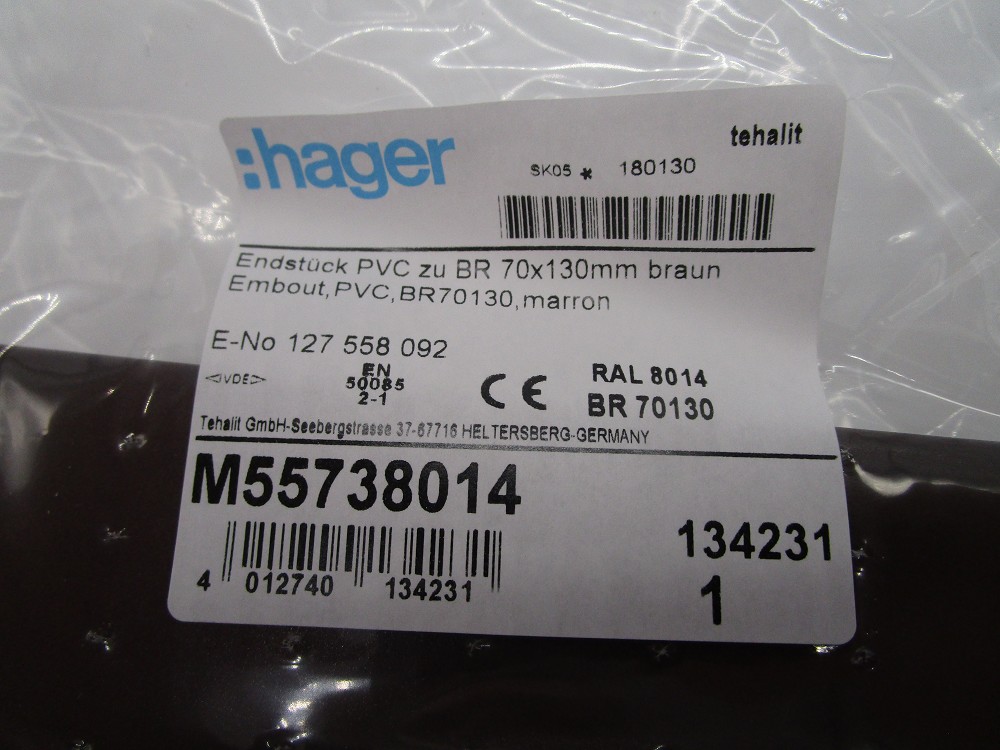 :hager
tehalit
SK05 * 180130
Endstück PVC zu BR 70x130mm braun
Embout,PVC,BR70130,marron
E-No 127 558 092
VDE
EN
50085
2-1
CE
RAL 8014
BR 70130
Tehalit GmbH-Seebergstrasse 37-67716 HELTERSBERG-GERMANY
M55738014
4 012740 134231
134231
1